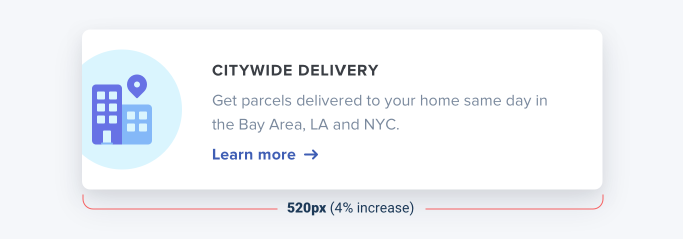 CITYWIDE DELIVERY
Get parcels delivered to your home same day in
the Bay Area, LA and NYC.
Learn more →
520px (4% increase)